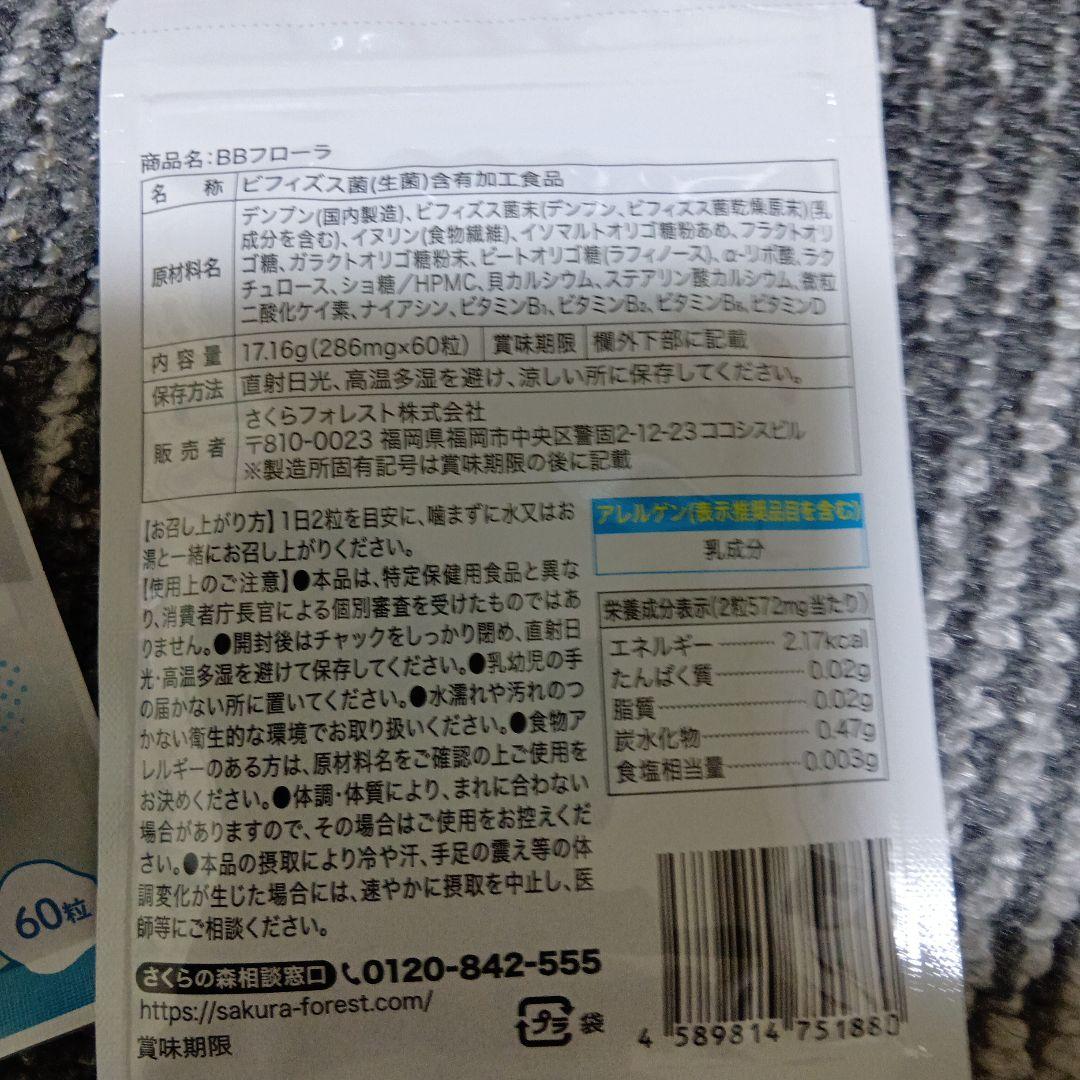 商品名:BBフローラ
名称 ビフィズス菌(生菌)含有加工食品
原材料名
デンプン(国内製造)、ビフィズス菌末(デンプン、ビフィズス菌乾燥原末)(乳
成分を含む)、イヌリン(食物繊維)、イソマルトオリゴ糖粉あめ、フラクトオリ
ゴ糖、ガラクトオリゴ糖粉末、ビートオリゴ糖(ラフィノース)、α-リポ酸、ラク
チュロース、ショ糖/HPMC、貝カルシウム、ステアリン酸カルシウム、微粒
二酸化ケイ素、ナイアシン、ビタミンB₁、ビタミンB₂、ビタミンB₆、ビタミンD
内容量 17.16g(286mg×60粒) 賞味期限 欄外下部に記載
保存方法 直射日光、高温多湿を避け、涼しい所に保存してください。
販売者
さくらフォレスト株式会社
〒810-0023 福岡県福岡市中央区警固2-12-23 ココシスビル
※製造所固有記号は賞味期限の後に記載
【お召し上がり方】1日2粒を目安に、噛まずに水又はお
湯と一緒にお召し上がりください。
【使用上のご注意】●本品は、特定保健用食品と異な
り、消費者庁長官による個別審査を受けたものではあ
りません。●開封後はチャックをしっかり閉め、直射日
光・高温多湿を避けて保存してください。●乳幼児の手
の届かない所に置いてください。●水濡れや汚れのつ
かない衛生的な環境でお取り扱いください。●食物ア
レルギーのある方は、原材料名をご確認の上ご使用を
お決めください。●体調・体質により、まれに合わない
場合がありますので、その場合はご使用をお控えくだ
さい。●本品の摂取により冷や汗、手足の震え等の体
調変化が生じた場合には、速やかに摂取を中止し、医
師等にご相談ください。
アレルゲン(表示推奨品目を含む)
乳成分
栄養成分表示(2粒572mg当たり)
エネルギー 2.17kcal
たんぱく質 0.02g
脂質 0.02g
炭水化物 0.47g
食塩相当量 0.003g
さくらの森相談窓口 0120-842-555
https://sakura-forest.com/
賞味期限
プラ 袋
4 589814 751880
60粒